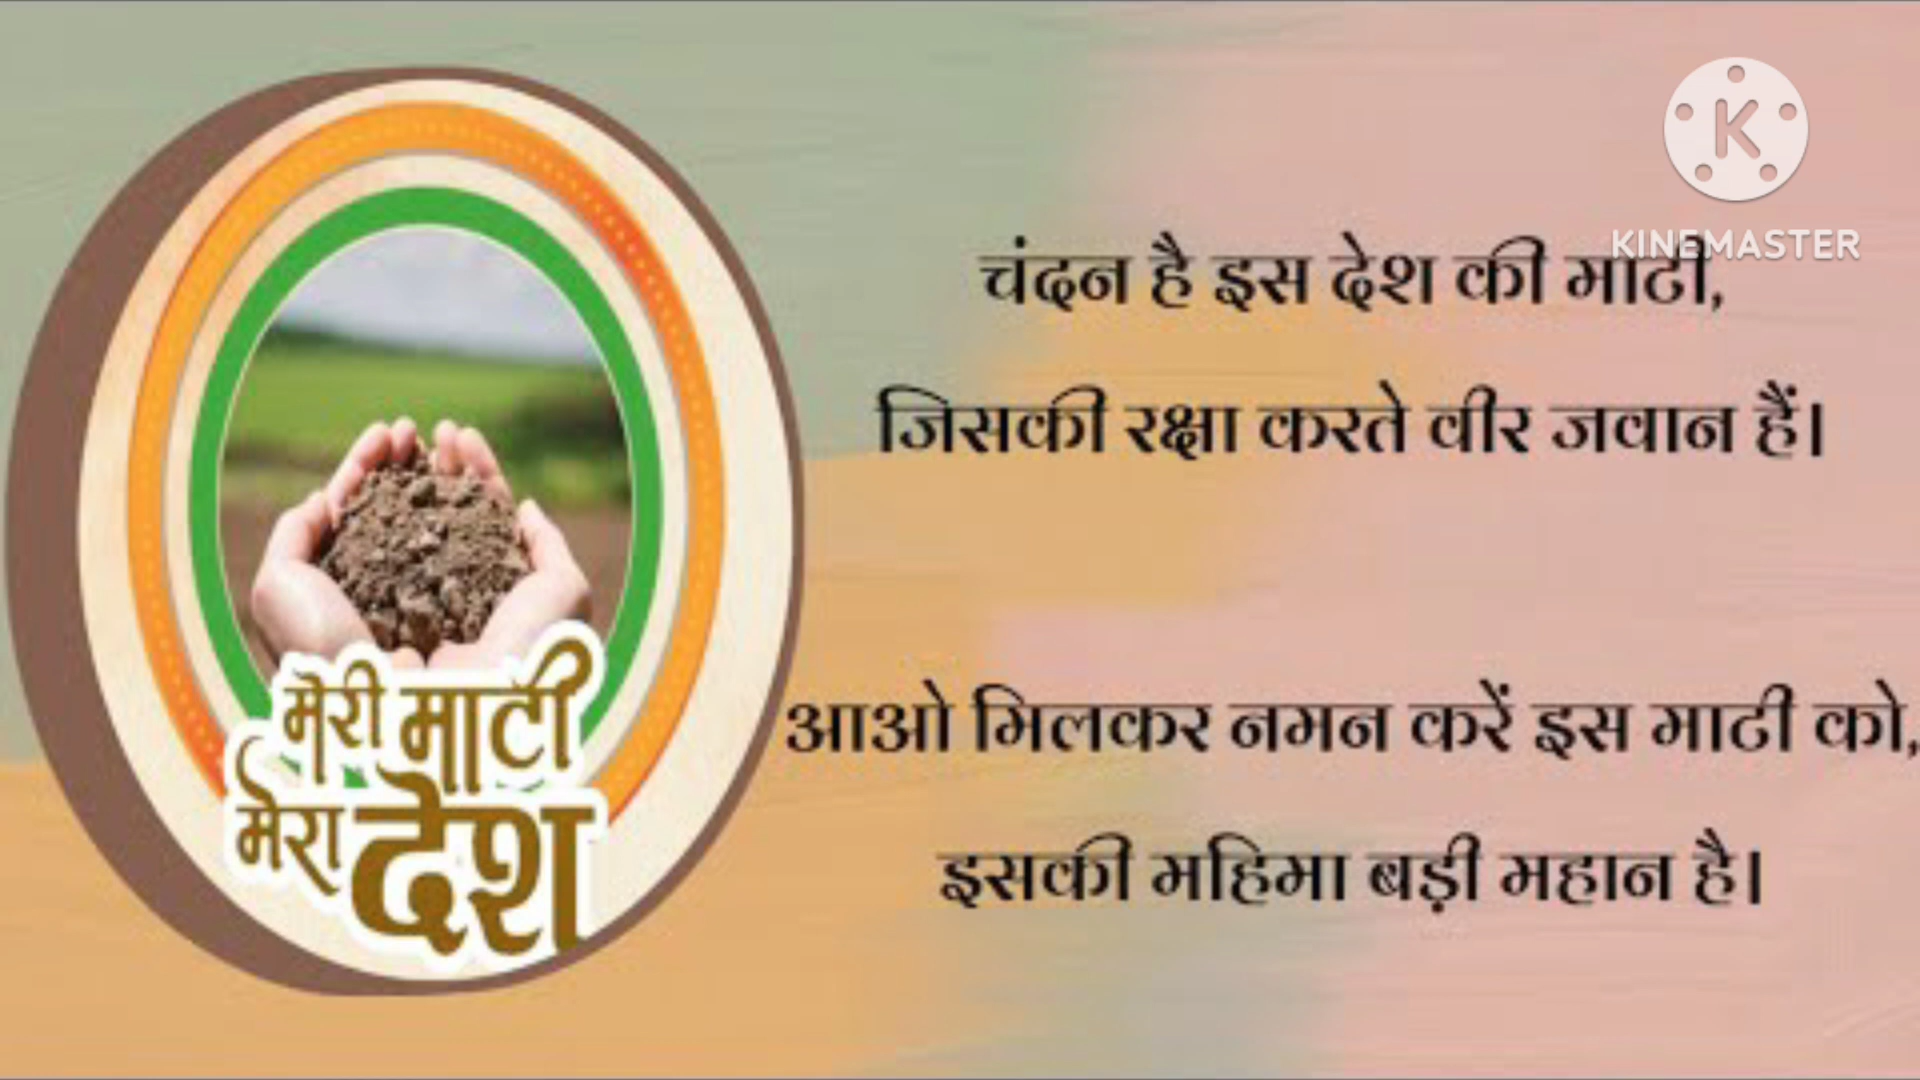 K
KINEMASTER
चंदन है इस देश की माटी,
जिसकी रक्षा करते वीर जवान हैं।
आओ मिलकर नमन करें इस माटी को,
इसकी महिमा बड़ी महान है।
मेरी माटी
मेरा देश